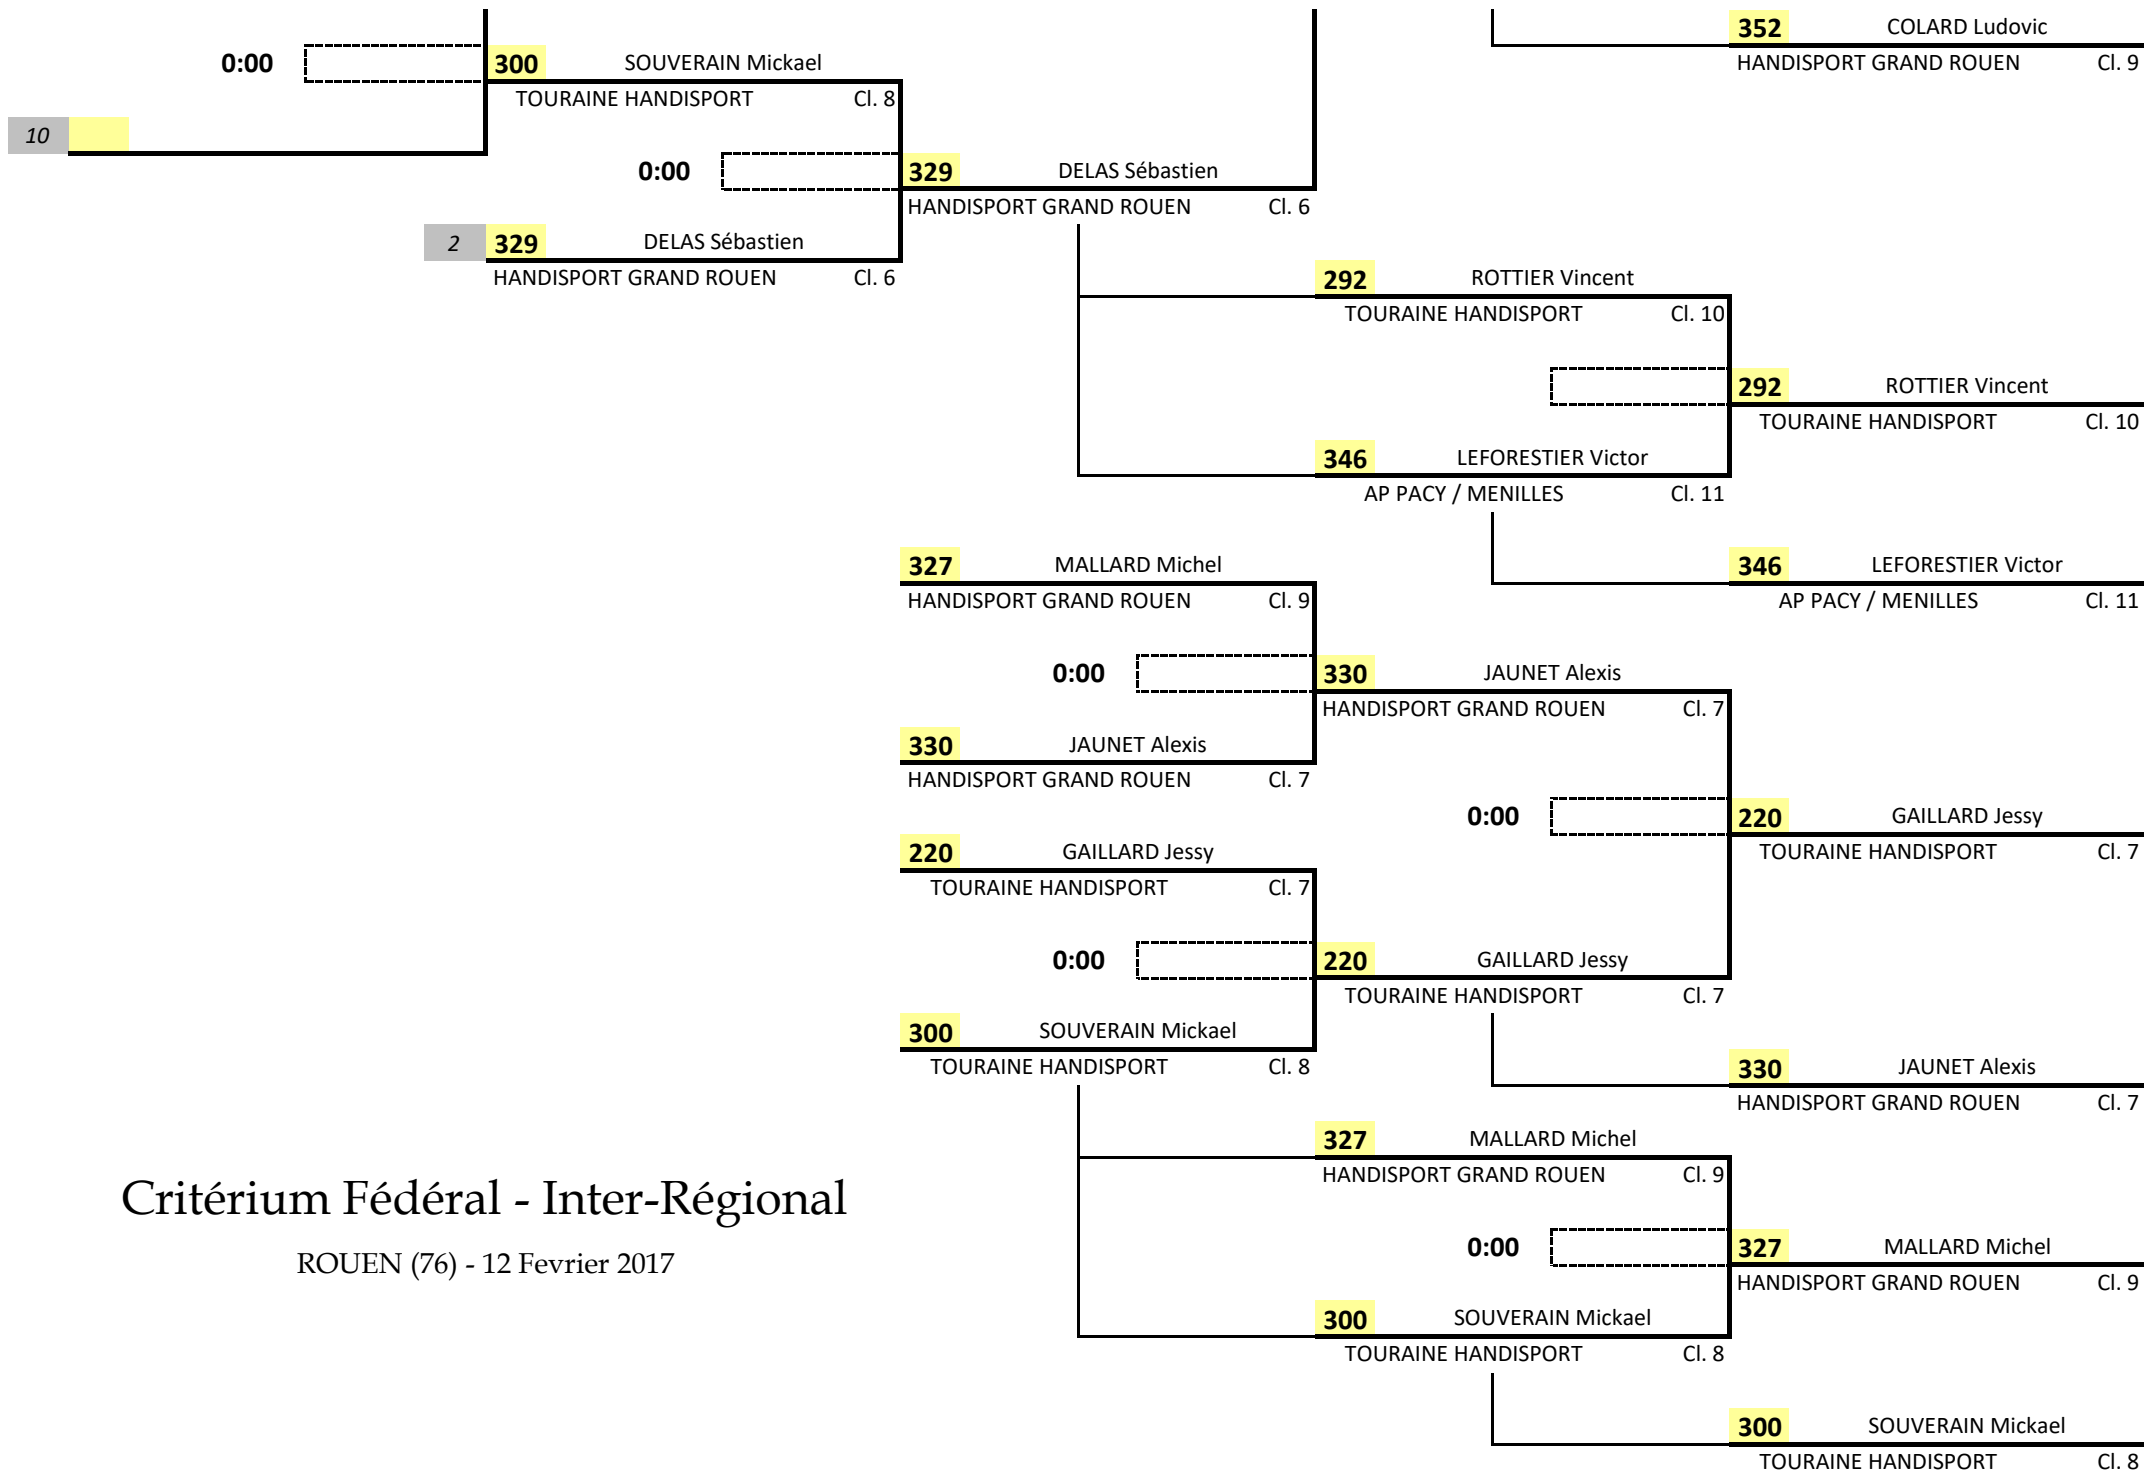 352 COLARD Ludovic
0:00 300 SOUVERAIN Mickael HANDISPORT GRAND ROUEN Cl. 9
TOURAINE HANDISPORT Cl. 8
10
0:00 329 DELAS Sébastien
HANDISPORT GRAND ROUEN Cl. 6
2 329 DELAS Sébastien
HANDISPORT GRAND ROUEN Cl. 6 292 ROTTIER Vincent
TOURAINE HANDISPORT Cl. 10
292 ROTTIER Vincent
TOURAINE HANDISPORT Cl. 10
346 LEFORESTIER Victor
AP PACY / MENILLES Cl. 11
327 MALLARD Michel 346 LEFORESTIER Victor
HANDISPORT GRAND ROUEN Cl. 9 AP PACY / MENILLES Cl. 11
0:00 330 JAUNET Alexis
HANDISPORT GRAND ROUEN Cl. 7
330 JAUNET Alexis
HANDISPORT GRAND ROUEN Cl. 7
0:00 220 GAILLARD Jessy
220 GAILLARD Jessy TOURAINE HANDISPORT Cl. 7
TOURAINE HANDISPORT Cl. 7
0:00 220 GAILLARD Jessy
TOURAINE HANDISPORT Cl. 7
300 SOUVERAIN Mickael
TOURAINE HANDISPORT Cl. 8 330 JAUNET Alexis
HANDISPORT GRAND ROUEN Cl. 7
327 MALLARD Michel
HANDISPORT GRAND ROUEN Cl. 9
Critérium Fédéral - Inter-Régional
0:00 327 MALLARD Michel
ROUEN (76) - 12 Fevrier 2017
HANDISPORT GRAND ROUEN Cl. 9
300 SOUVERAIN Mickael
TOURAINE HANDISPORT Cl. 8
300 SOUVERAIN Mickael
TOURAINE HANDISPORT Cl. 8